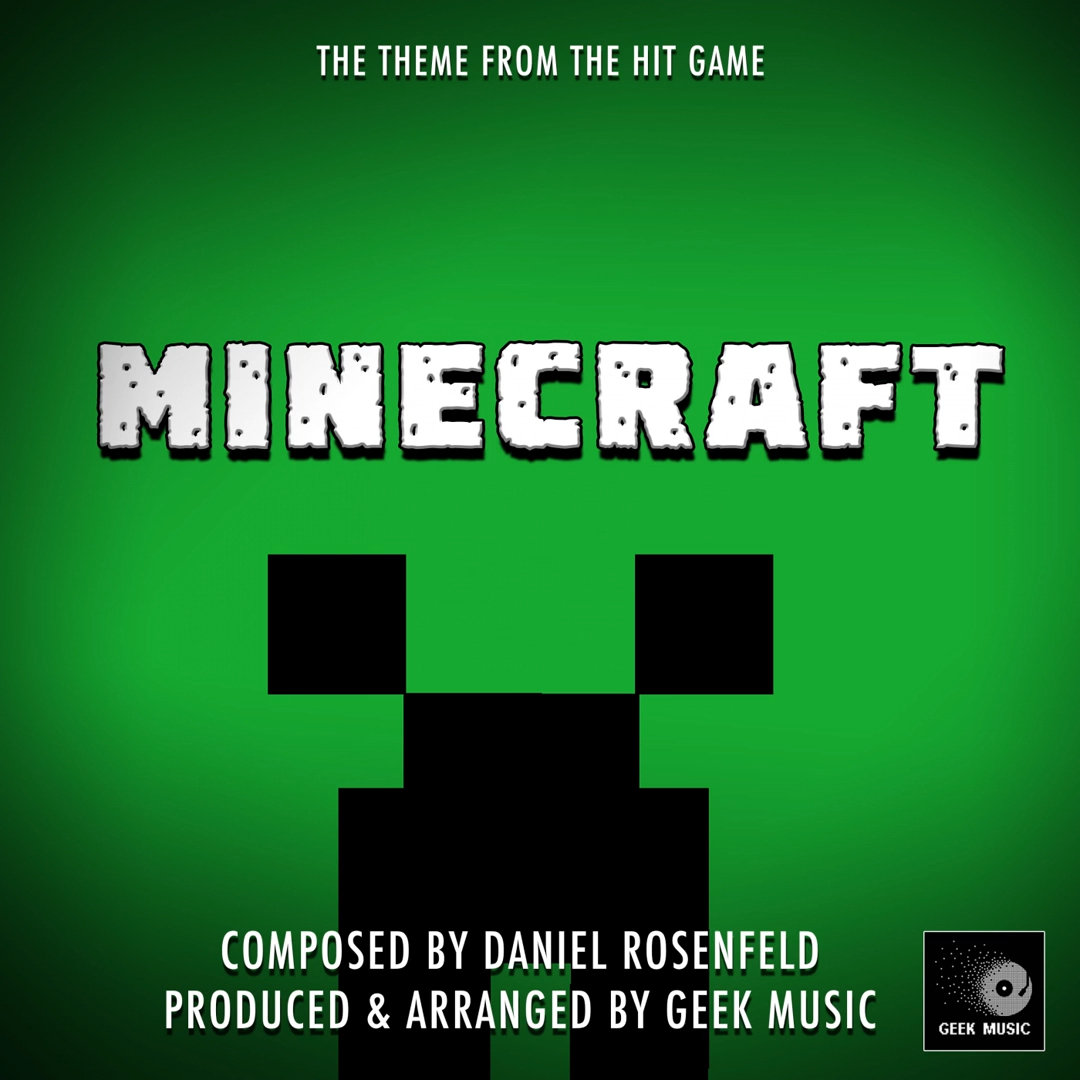 THE THEME FROM THE HIT GAME
MINECRAFT
COMPOSED BY DANIEL ROSENFELD
PRODUCED & ARRANGED BY GEEK MUSIC
GEEK MUSIC